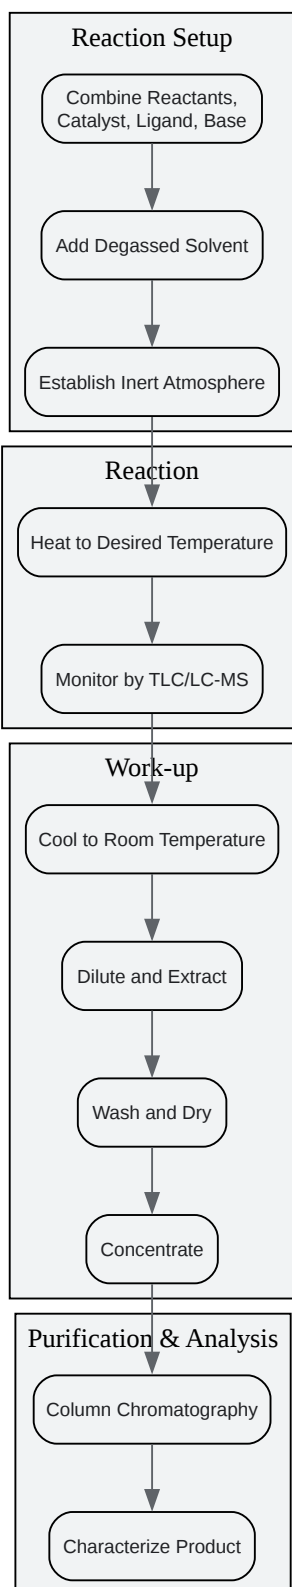 Reaction Setup
Combine Reactants,
Catalyst, Ligand, Base
Add Degassed Solvent
Establish Inert Atmosphere
Reaction
Heat to Desired Temperature
Monitor by TLC/LC-MS
Work-up
Cool to Room Temperature
Dilute and Extract
Wash and Dry
Concentrate
Purification & Analysis
Column Chromatography
Characterize Product